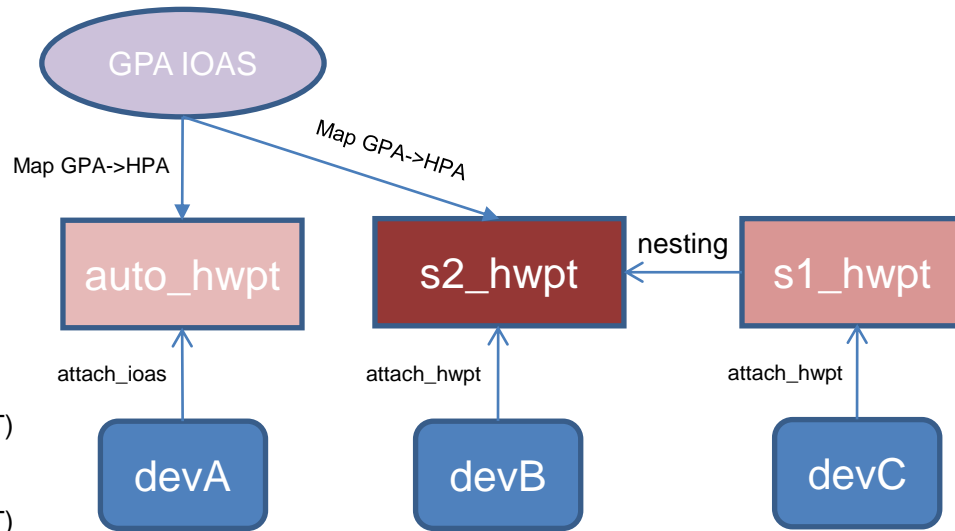 GPA IOAS
Map GPA->HPA
Map GPA->HPA
auto_hwpt
s2_hwpt
nesting
s1_hwpt
attach_ioas
attach_hwpt
attach_hwpt
T)
devA
devB
devC
T)